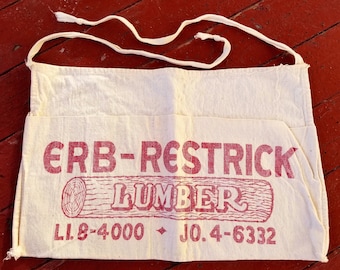 ERB-RESTRICK
LUMBER
LI.8-4000 ✦ JO.4-6332